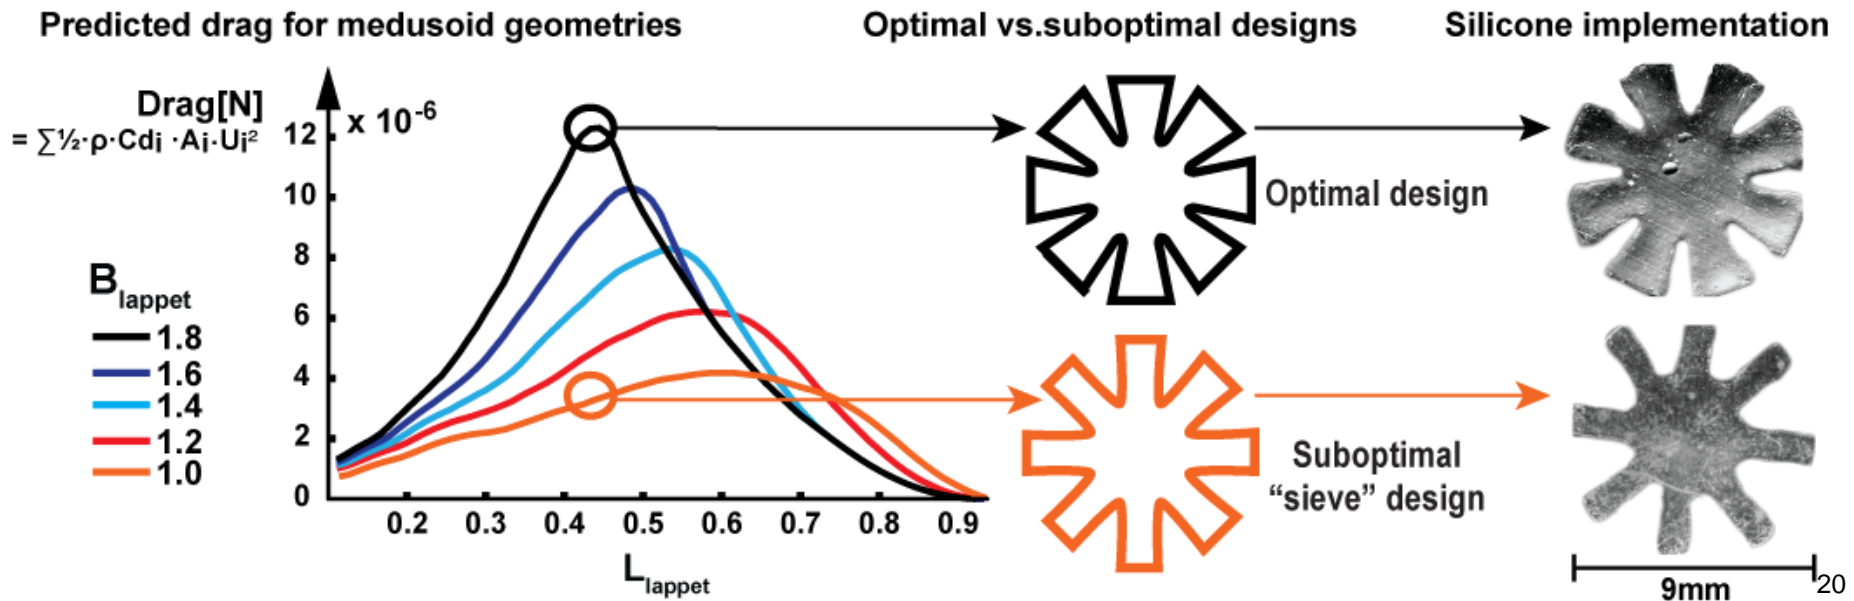 Predicted drag for medusoid geometries
Optimal vs.suboptimal designs
Silicone implementation
Drag[N]
= ∑½·ρ·Cdi ·Ai·Ui²
x 10-6
12
10
8
6
4
2
0
0.2 0.3 0.4 0.5 0.6 0.7 0.8 0.9
Llappet
Blappet
1.8
1.6
1.4
1.2
1.0
Optimal design
Suboptimal
“sieve” design
9mm
20